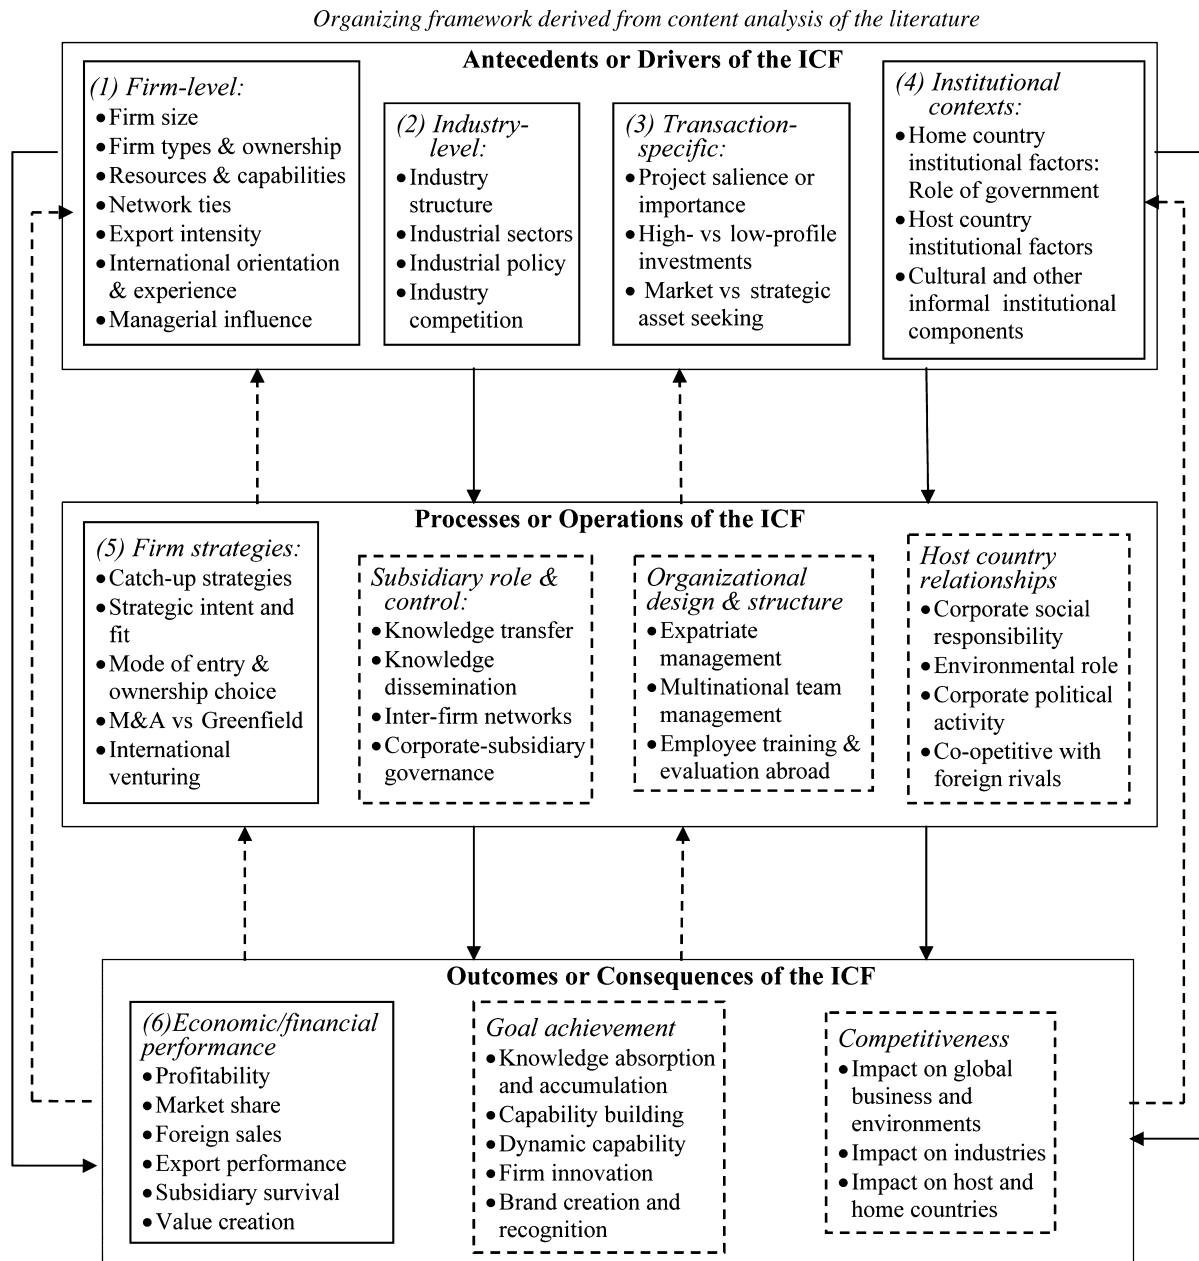 Organizing framework derived from content analysis of the literature
Antecedents or Drivers of the ICF
(1) Firm-level:
•Firm size
•Firm types & ownership
•Resources & capabilities
•Network ties
•Export intensity
•International orientation
& experience
•Managerial influence
(2) Industry-
level:
•Industry
structure
•Industrial sectors
•Industrial policy
•Industry
competition
(3) Transaction-
specific:
•Project salience or
importance
•High- vs low-profile
investments
• Market vs strategic
asset seeking
(4) Institutional
contexts:
•Home country
institutional factors:
Role of government
•Host country
institutional factors
•Cultural and other
informal institutional
components
Processes or Operations of the ICF
(5) Firm strategies:
•Catch-up strategies
•Strategic intent and
fit
•Mode of entry &
ownership choice
•M&A vs Greenfield
•International
venturing
Subsidiary role &
control:
•Knowledge transfer
•Knowledge
dissemination
•Inter-firm networks
•Corporate-subsidiary
governance
Organizational
design & structure
•Expatriate
management
•Multinational team
management
•Employee training &
evaluation abroad
Host country
relationships
•Corporate social
responsibility
•Environmental role
•Corporate political
activity
•Co-opetitive with
foreign rivals
Outcomes or Consequences of the ICF
(6)Economic/financial
performance
•Profitability
•Market share
•Foreign sales
•Export performance
•Subsidiary survival
•Value creation
Goal achievement
•Knowledge absorption
and accumulation
•Capability building
•Dynamic capability
•Firm innovation
•Brand creation and
recognition
Competitiveness
•Impact on global
business and
environments
•Impact on industries
•Impact on host and
home countries